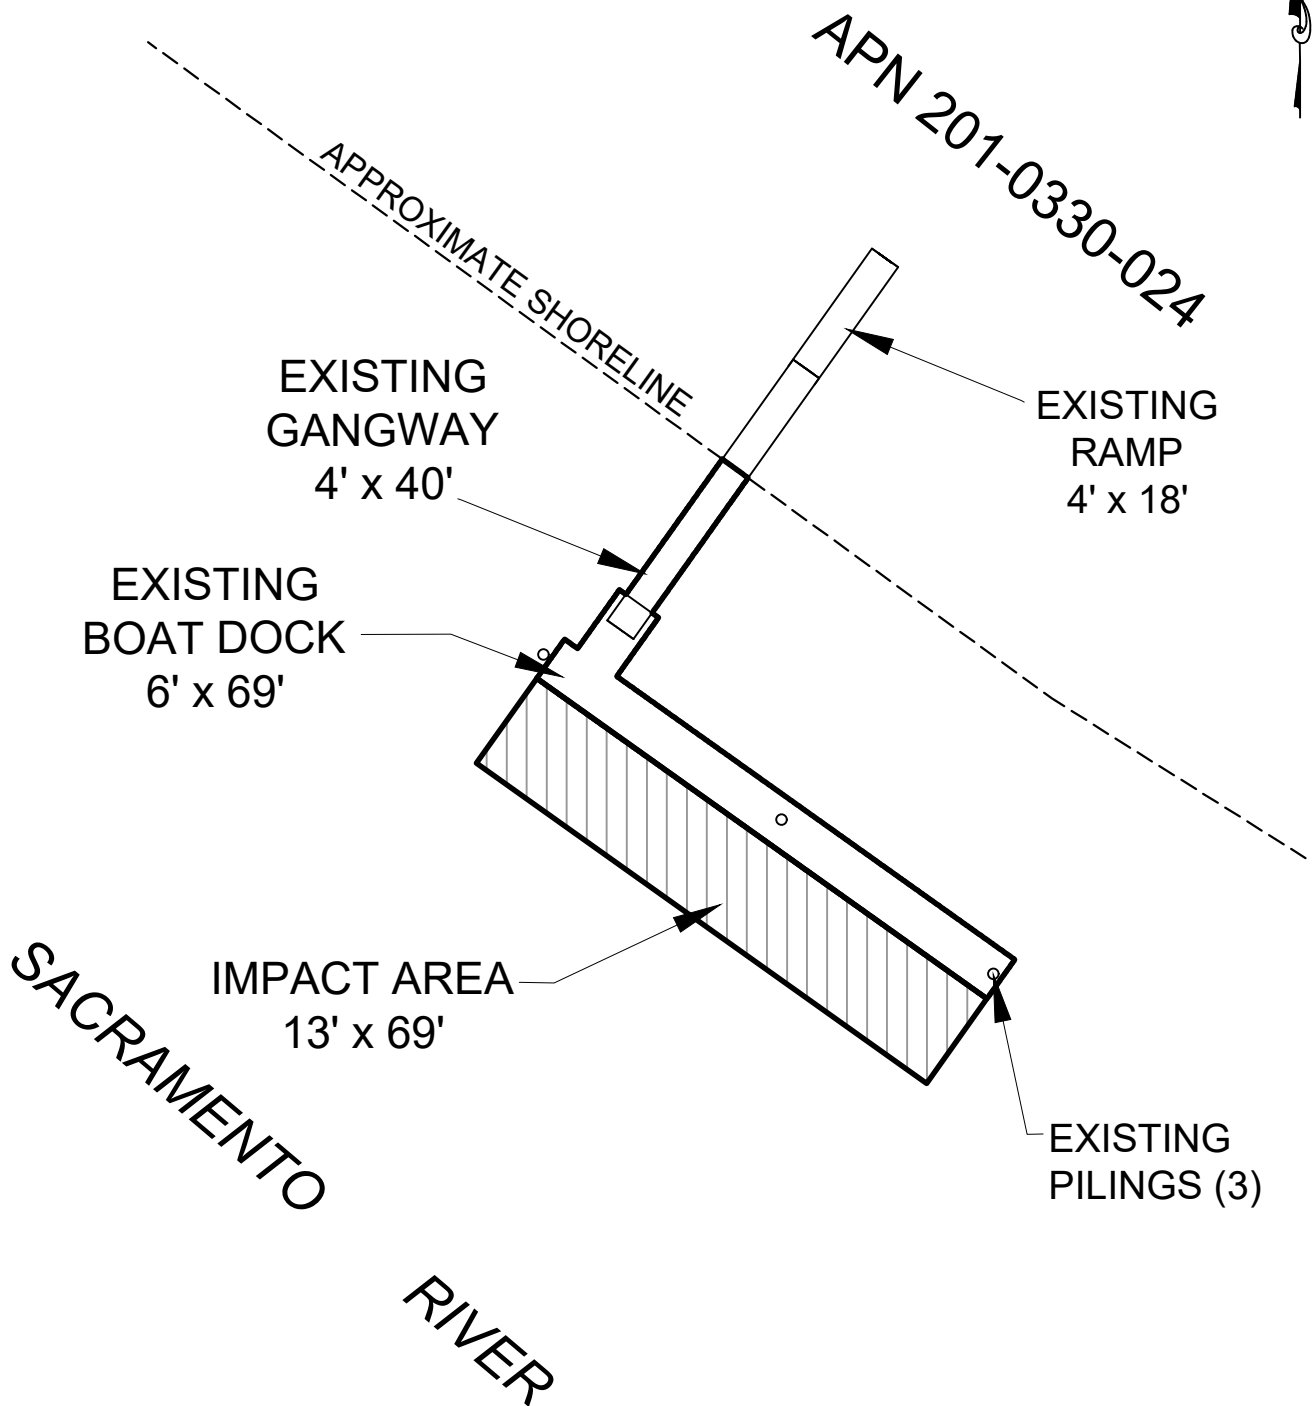 APN 201-0330-024
APPROXIMATE SHORELINE
EXISTING
GANGWAY
4' x 40'
EXISTING
RAMP
4' x 18'
EXISTING
BOAT DOCK
6' x 69'
IMPACT AREA
13' x 69'
SACRAMENTO
RIVER
EXISTING
PILINGS (3)